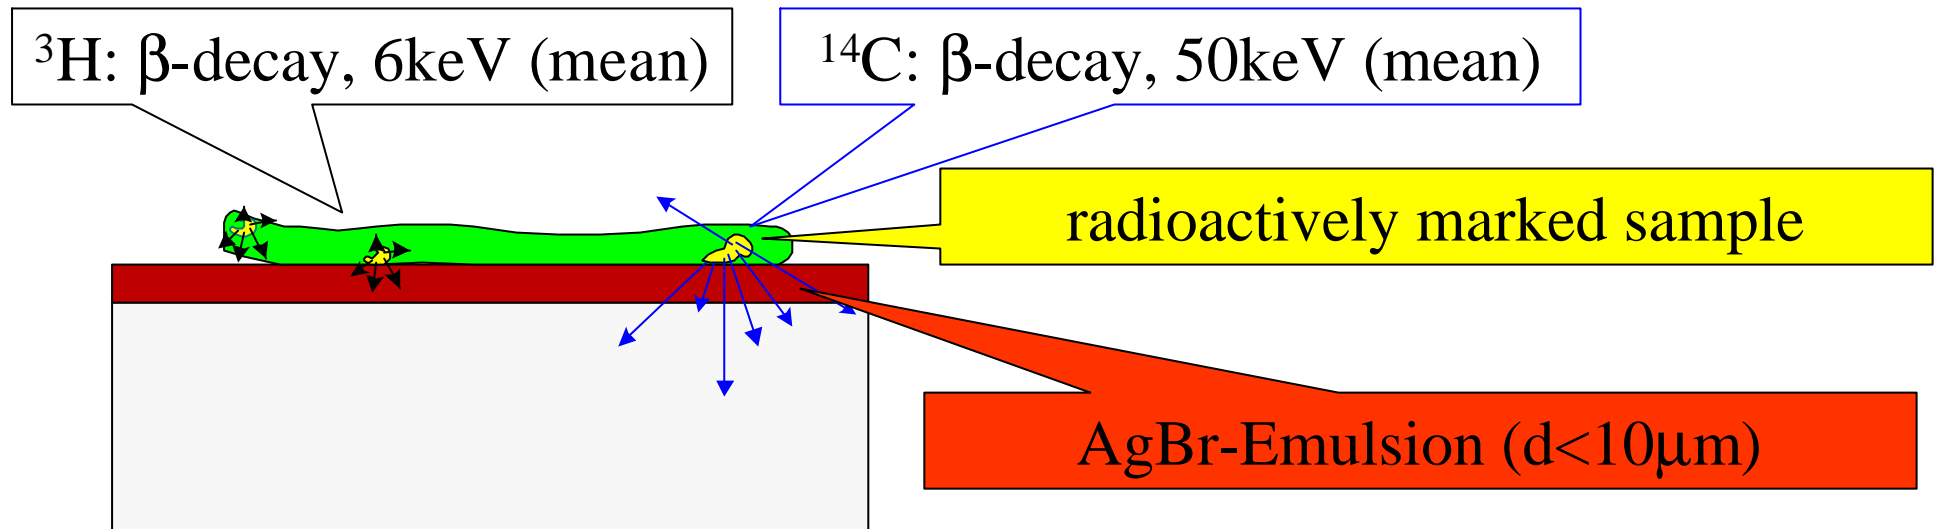 ³H: β-decay, 6keV (mean)
¹⁴C: β-decay, 50keV (mean)
radioactively marked sample
AgBr-Emulsion (d<10μm)